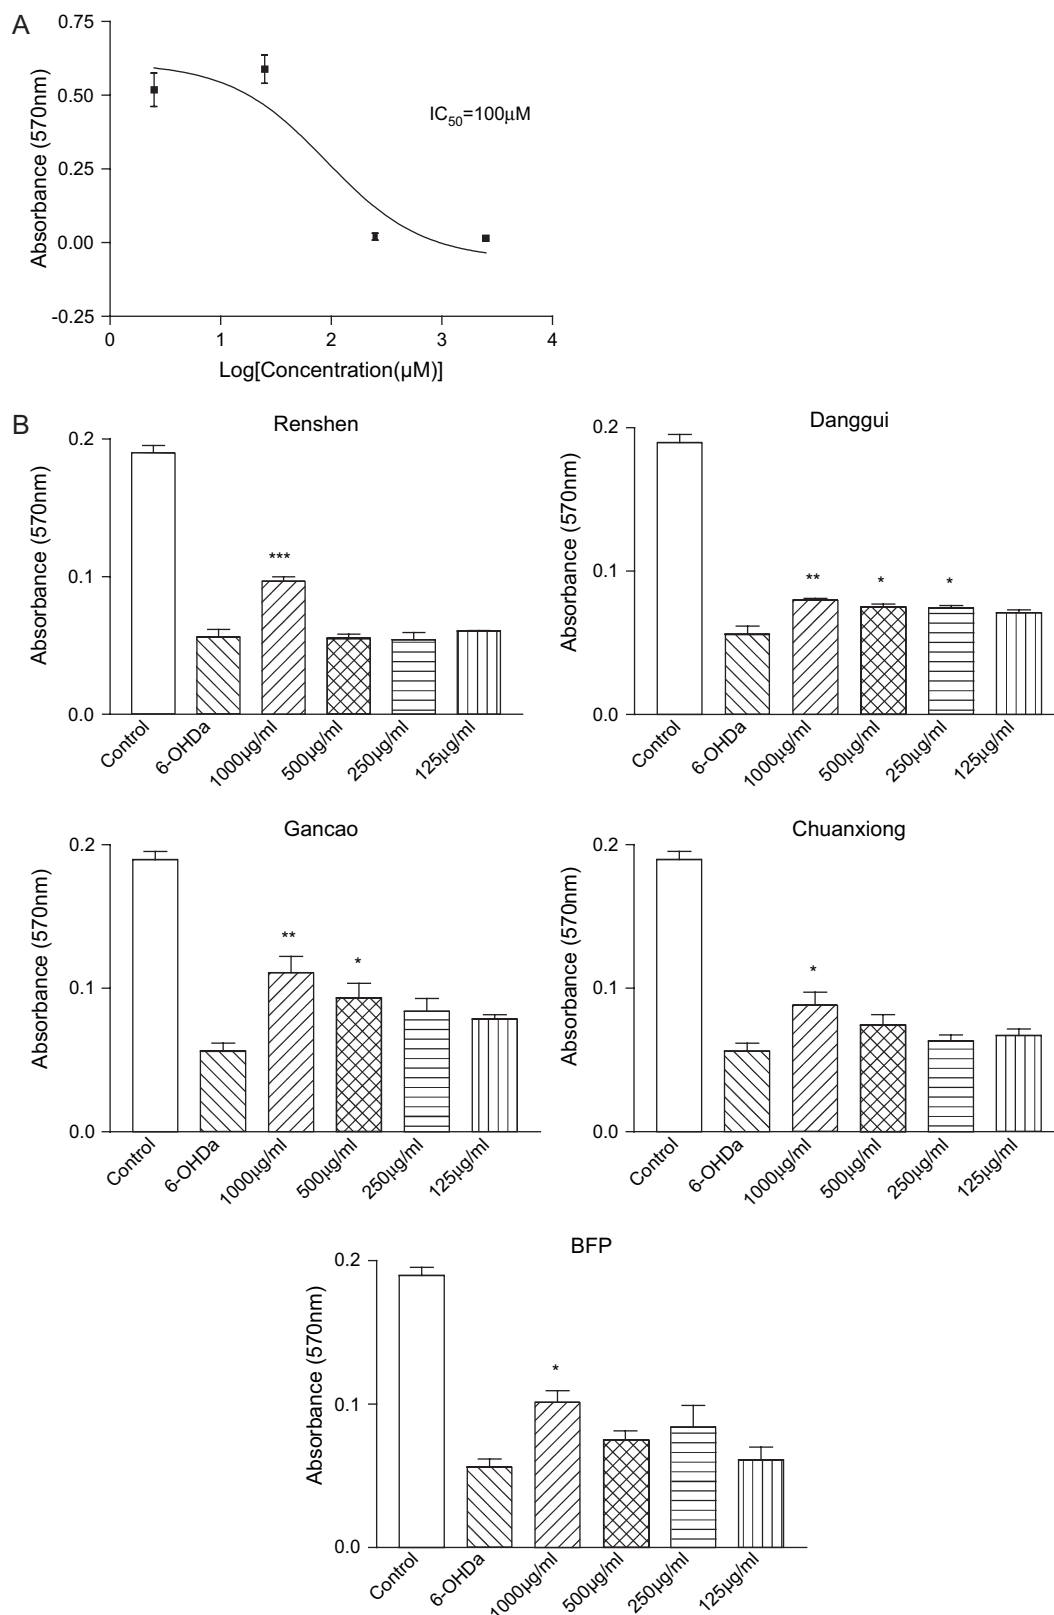 A
0.75
0.50
0.25
0.00
-0.25
Absorbance (570nm)
IC50=100µM
0 1 2 3 4
Log[Concentration(µM)]
B
Renshen
0.2
0.1
0.0
Absorbance (570nm)
***
Control 6-OHDa 1000µg/ml 500µg/ml 250µg/ml 125µg/ml
Danggui
0.2
0.1
0.0
Absorbance (570nm)
** * *
Control 6-OHDa 1000µg/ml 500µg/ml 250µg/ml 125µg/ml
Gancao
0.2
0.1
0.0
Absorbance (570nm)
** *
Control 6-OHDa 1000µg/ml 500µg/ml 250µg/ml 125µg/ml
Chuanxiong
0.2
0.1
0.0
Absorbance (570nm)
*
Control 6-OHDa 1000µg/ml 500µg/ml 250µg/ml 125µg/ml
BFP
0.2
0.1
0.0
Absorbance (570nm)
*
Control 6-OHDa 1000µg/ml 500µg/ml 250µg/ml 125µg/ml